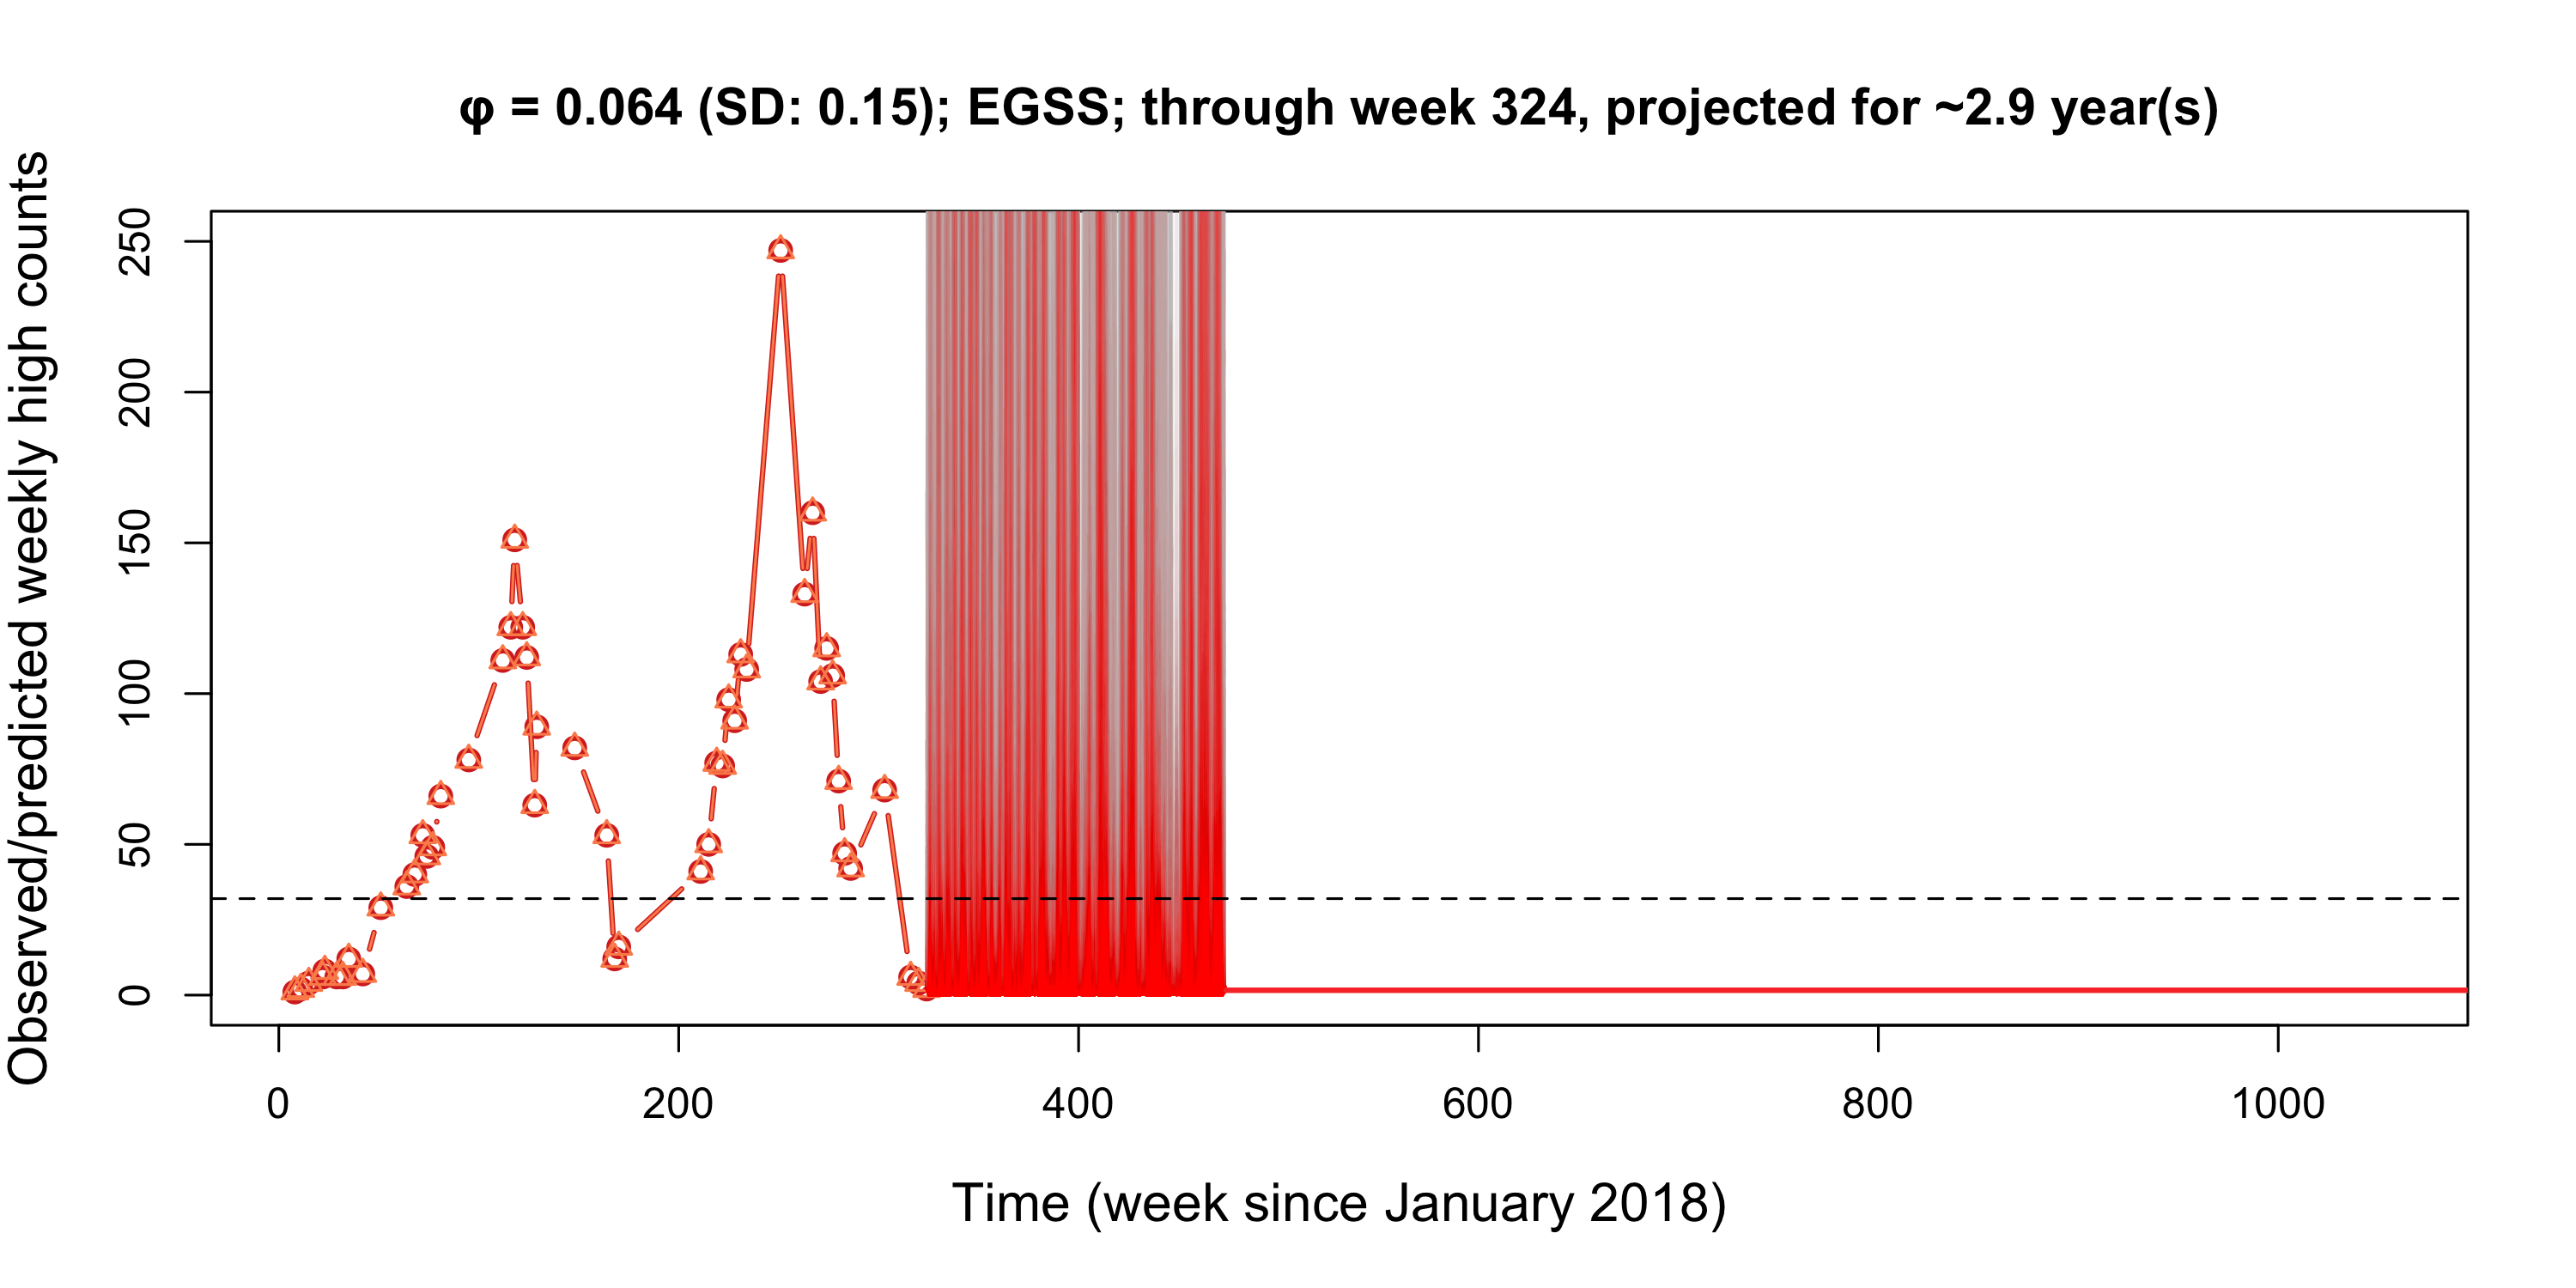 φ = 0.064 (SD: 0.15); EGSS; through week 324, projected for ~2.9 year(s)
Observed/predicted weekly high counts
250
200
150
100
50
0
0 200 400 600 800 1000
Time (week since January 2018)